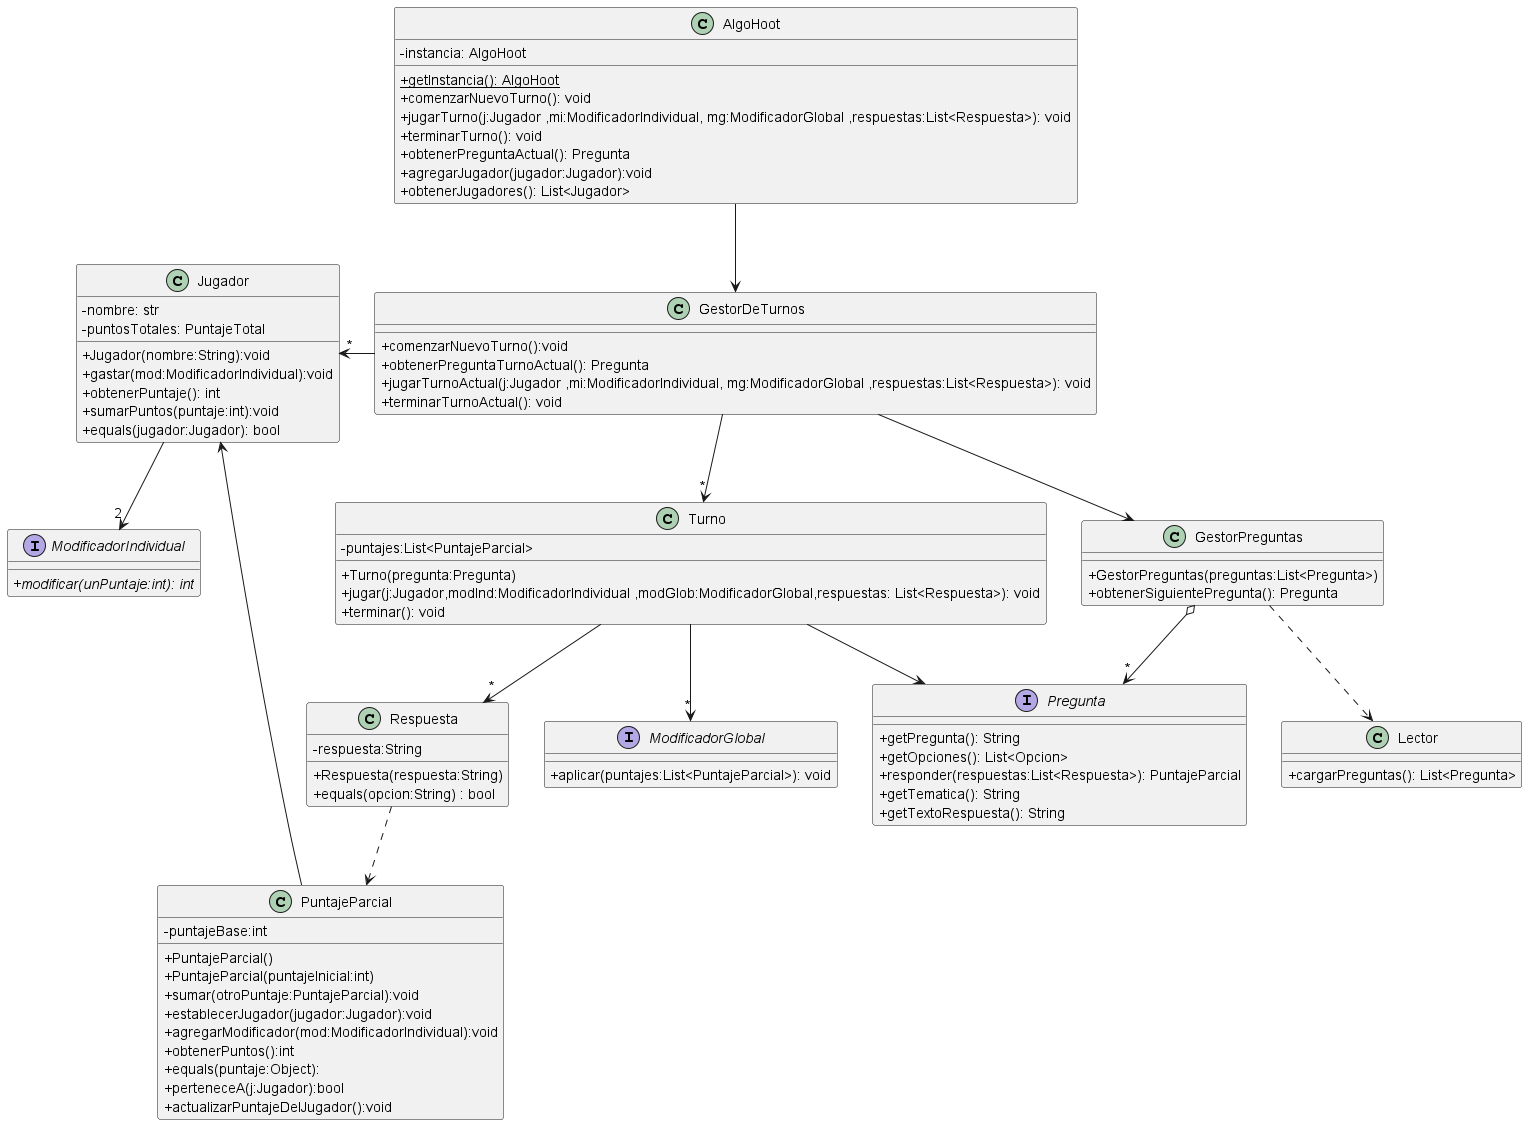 C AlgoHoot
-instancia: AlgoHoot
+getInstancia(): AlgoHoot
+comenzarNuevoTurno(): void
+jugarTurno(j:Jugador ,mi:ModificadorIndividual, mg:ModificadorGlobal ,respuestas:List<Respuesta>): void
+terminarTurno(): void
+obtenerPreguntaActual(): Pregunta
+agregarJugador(jugador:Jugador):void
+obtenerJugadores(): List<Jugador>
C Jugador
-nombre: str
-puntosTotales: PuntajeTotal
+Jugador(nombre:String):void
+gastar(mod:ModificadorIndividual):void
+obtenerPuntaje(): int
+sumarPuntos(puntaje:int):void
+equals(jugador:Jugador): bool
*
C GestorDeTurnos
+comenzarNuevoTurno():void
+obtenerPreguntaTurnoActual(): Pregunta
+jugarTurnoActual(j:Jugador ,mi:ModificadorIndividual, mg:ModificadorGlobal ,respuestas:List<Respuesta>): void
+terminarTurnoActual(): void
2
*
I ModificadorIndividual
+modificar(unPuntaje:int): int
C Turno
-puntajes:List<PuntajeParcial>
+Turno(pregunta:Pregunta)
+jugar(j:Jugador,modInd:ModificadorIndividual ,modGlob:ModificadorGlobal,respuestas: List<Respuesta>): void
+terminar(): void
C GestorPreguntas
+GestorPreguntas(preguntas:List<Pregunta>)
+obtenerSiguientePregunta(): Pregunta
*
*
*
C Respuesta
-respuesta:String
+Respuesta(respuesta:String)
+equals(opcion:String) : bool
I ModificadorGlobal
+aplicar(puntajes:List<PuntajeParcial>): void
I Pregunta
+getPregunta(): String
+getOpciones(): List<Opcion>
+responder(respuestas:List<Respuesta>): PuntajeParcial
+getTematica(): String
+getTextoRespuesta(): String
C Lector
+cargarPreguntas(): List<Pregunta>
C PuntajeParcial
-puntajeBase:int
+PuntajeParcial()
+PuntajeParcial(puntajeInicial:int)
+sumar(otroPuntaje:PuntajeParcial):void
+establecerJugador(jugador:Jugador):void
+agregarModificador(mod:ModificadorIndividual):void
+obtenerPuntos():int
+equals(puntaje:Object):
+perteneceA(j:Jugador):bool
+actualizarPuntajeDelJugador():void